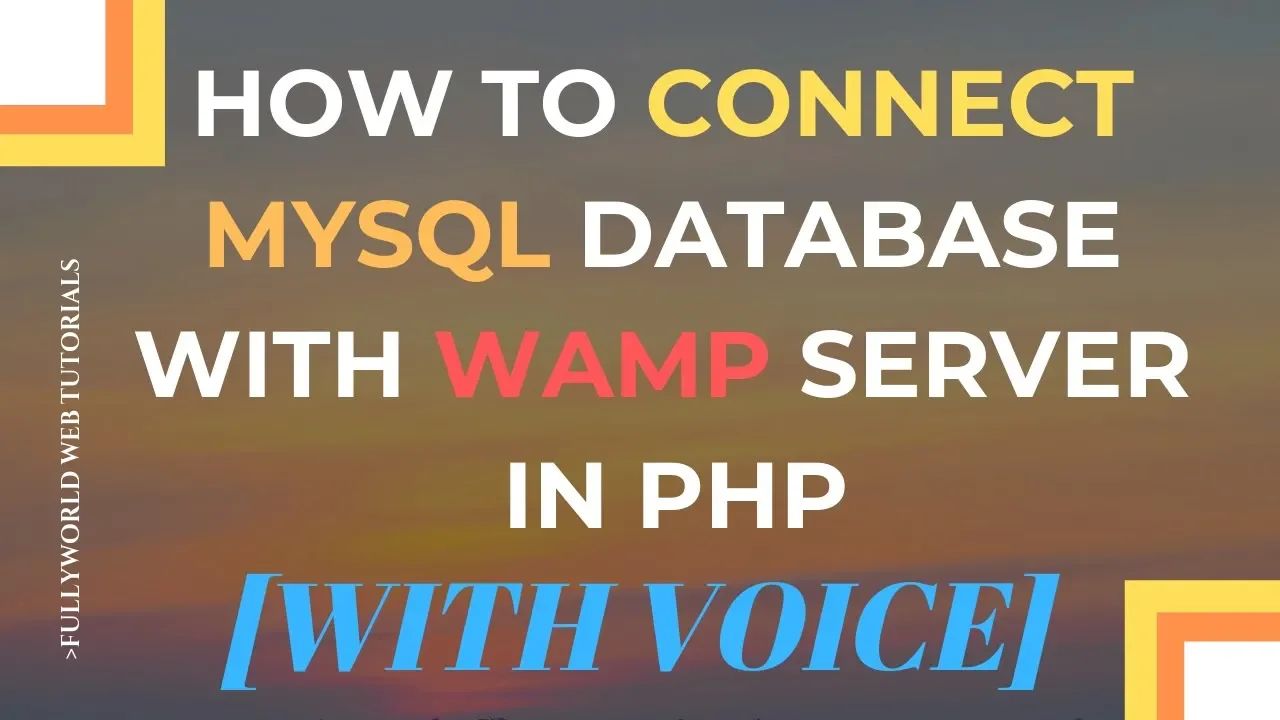 HOW TO CONNECT
MYSQL DATABASE
WITH WAMP SERVER
IN PHP
[WITH VOICE]
>FULLYWORLD WEB TUTORIALS